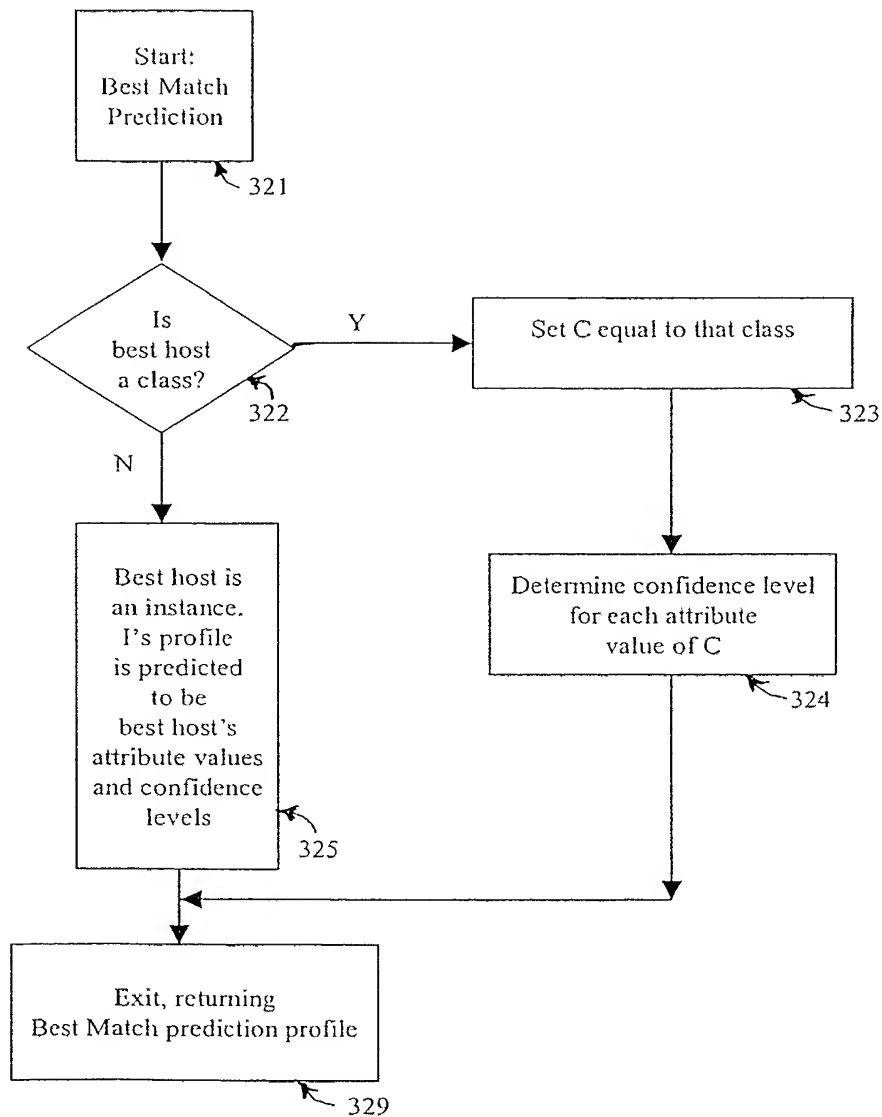 Start:
Best Match
Prediction
321
Is
best host
a class?
322
Y
Set C equal to that class
323
N
Best host is
an instance.
I's profile
is predicted
to be
best host's
attribute values
and confidence
levels
325
Determine confidence level
for each attribute
value of C
324
Exit, returning
Best Match prediction profile
329